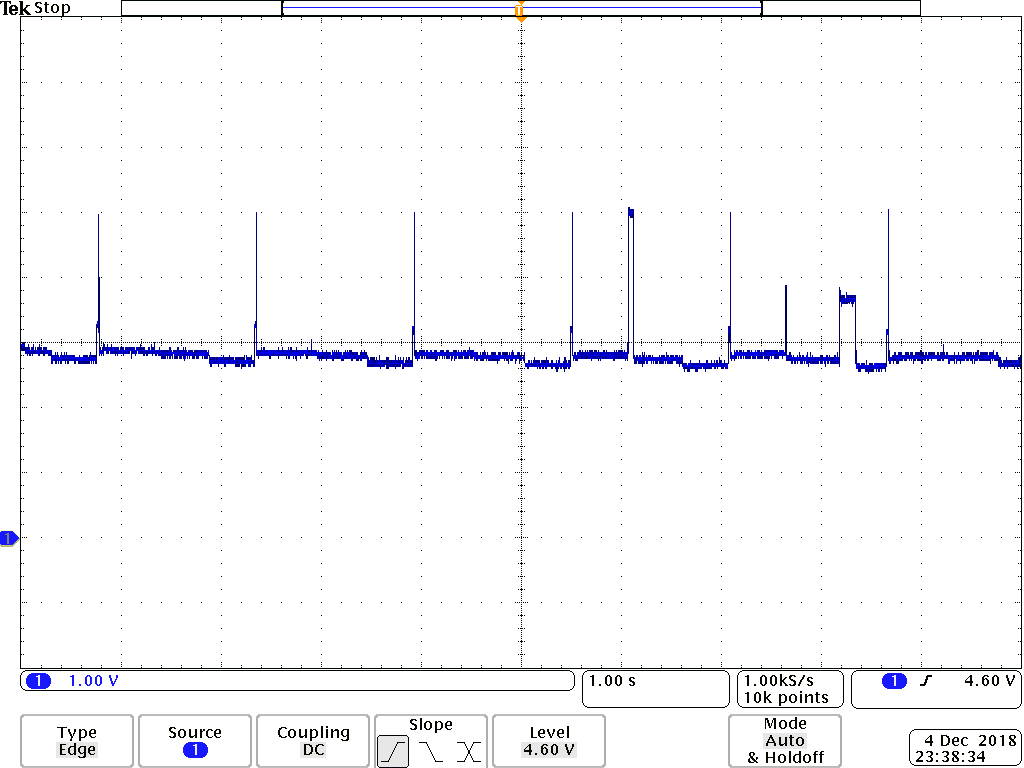 Tek Stop
T
1
1 1.00 V
1.00 s
1.00kS/s
10k points
1 4.60 V
Type
Edge
Source
1
Coupling
DC
Slope
Level
4.60 V
Mode
Auto
& Holdoff
4 Dec 2018
23:38:34